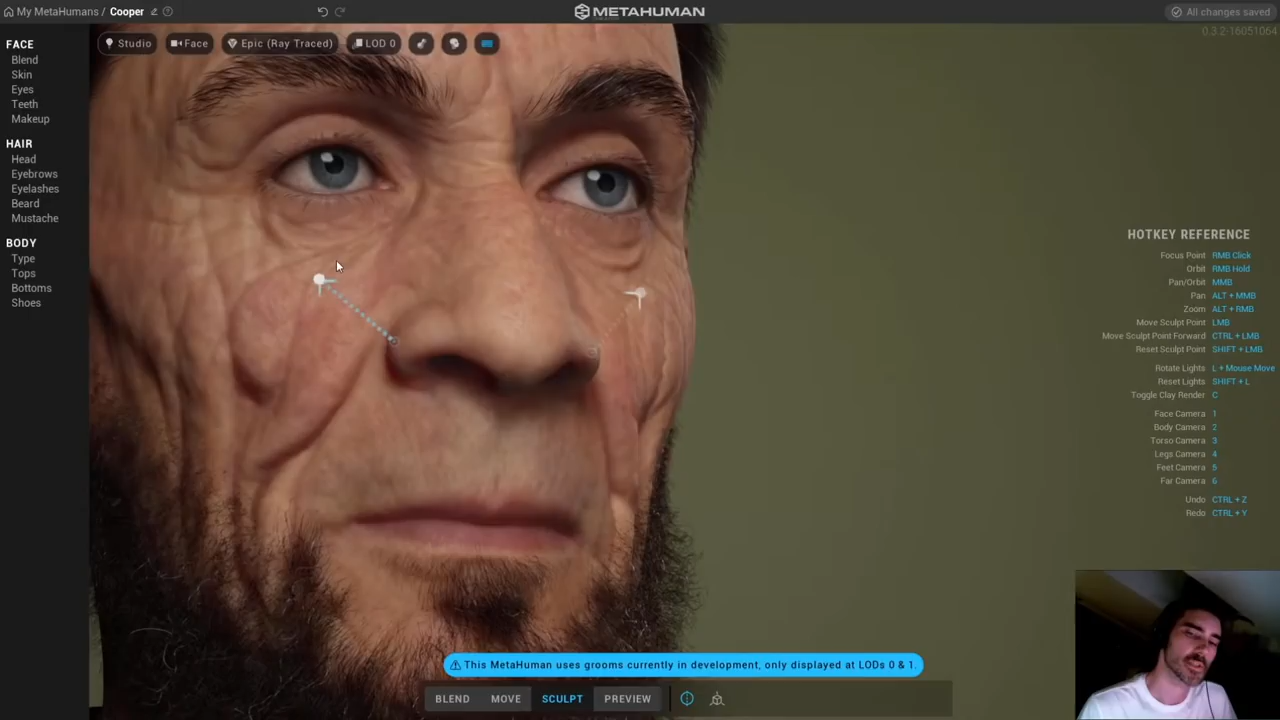 My MetaHumans / Cooper
METAHUMAN
All changes saved
0.3.2-16051064
Studio
Face
Epic (Ray Traced)
LOD 0
FACE
Blend
Skin
Eyes
Teeth
Makeup
HAIR
Head
Eyebrows
Eyelashes
Beard
Mustache
BODY
Type
Tops
Bottoms
Shoes
HOTKEY REFERENCE
Focus Point RMB Click
Orbit RMB Hold
Pan/Orbit MMB
Pan ALT + MMB
Zoom ALT + RMB
Move Sculpt Point LMB
Move Sculpt Point Forward CTRL + LMB
Reset Sculpt Point SHIFT + LMB
Rotate Lights L + Mouse Move
Reset Lights SHIFT + L
Toggle Clay Render C
Face Camera 1
Body Camera 2
Torso Camera 3
Legs Camera 4
Feet Camera 5
Far Camera 6
Undo CTRL + Z
Redo CTRL + Y
This MetaHuman uses grooms currently in development, only displayed at LODs 0 & 1.
BLEND MOVE SCULPT PREVIEW